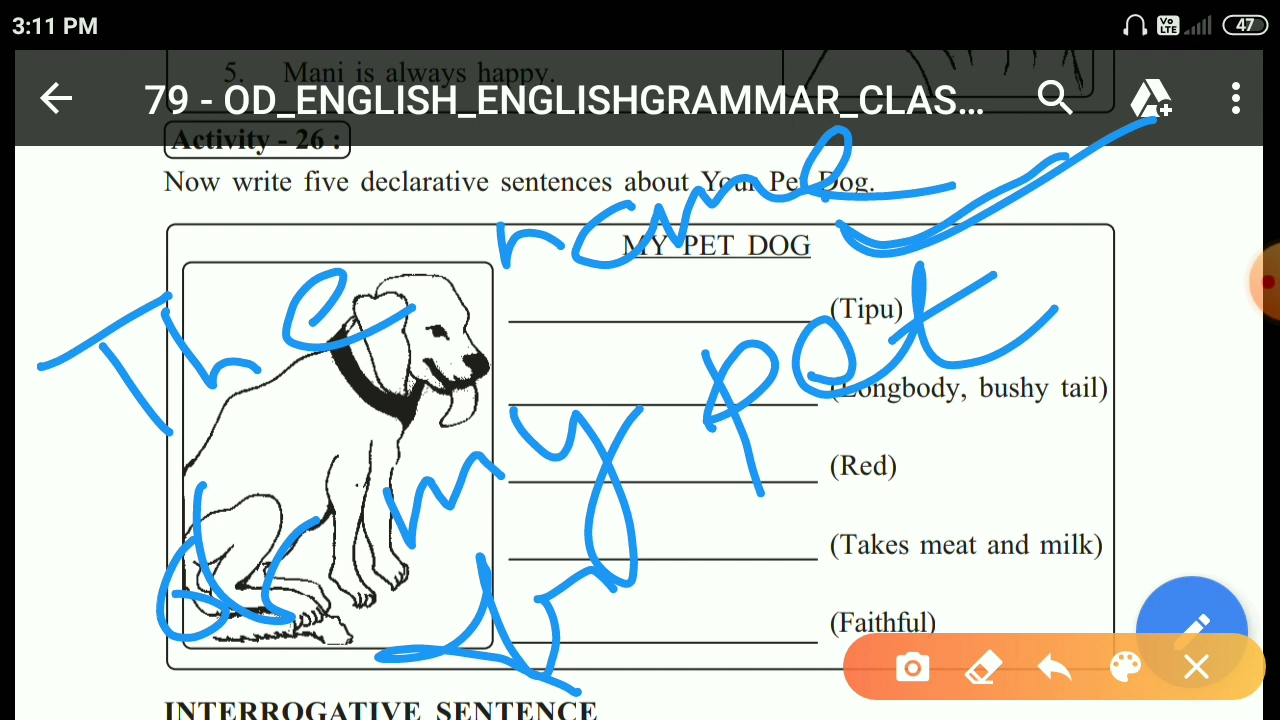 3:11 PM
Vo LTE
47
5. Mani is always happy.
79 - OD_ENGLISH_ENGLISHGRAMMAR_CLAS...
Activity - 26 :
Now write five declarative sentences about Your Pet Dog.
MY PET DOG
(Tipu)
(Longbody, bushy tail)
(Red)
(Takes meat and milk)
(Faithful)
The name
my pet
INTERROGATIVE SENTENCE